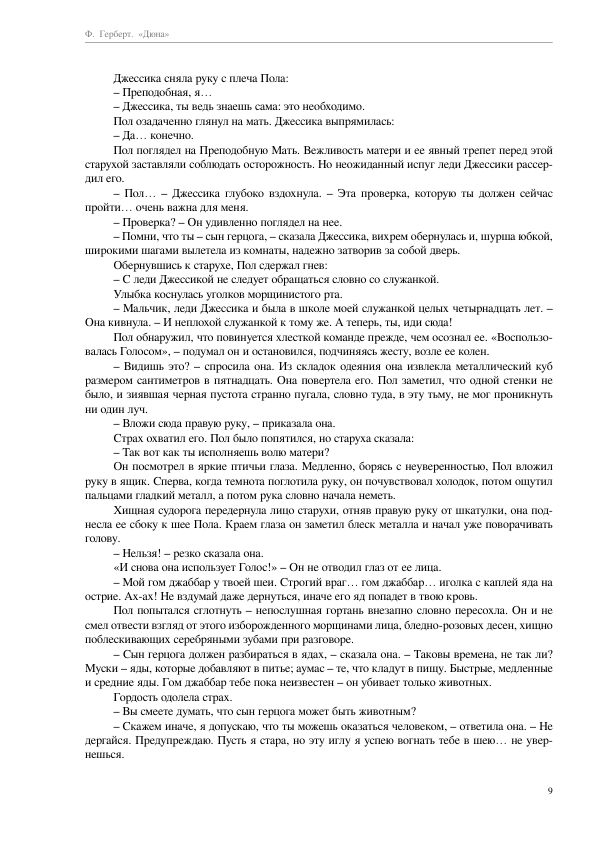 Ф. Герберт. «Дюна»
Джессика сняла руку с плеча Пола:
– Преподобная, я…
– Джессика, ты ведь знаешь сама: это необходимо.
Пол озадаченно глянул на мать. Джессика выпрямилась:
– Да… конечно.
Пол поглядел на Преподобную Мать. Вежливость матери и ее явный трепет перед этой
старухой заставляли соблюдать осторожность. Но неожиданный испуг леди Джессики рассер-
дил его.
– Пол… – Джессика глубоко вздохнула. – Эта проверка, которую ты должен сейчас
пройти… очень важна для меня.
– Проверка? – Он удивленно поглядел на нее.
– Помни, что ты – сын герцога, – сказала Джессика, вихрем обернулась и, шурша юбкой,
широкими шагами вылетела из комнаты, надежно затворив за собой дверь.
Обернувшись к старухе, Пол сдержал гнев:
– С леди Джессикой не следует обращаться словно со служанкой.
Улыбка коснулась уголков морщинистого рта.
– Мальчик, леди Джессика и была в школе моей служанкой целых четырнадцать лет. –
Она кивнула. – И неплохой служанкой к тому же. А теперь, ты, иди сюда!
Пол обнаружил, что повинуется хлесткой команде прежде, чем осознал ее. «Воспользо-
валась Голосом», – подумал он и остановился, подчиняясь жесту, возле ее колен.
– Видишь это? – спросила она. Из складок одеяния она извлекла металлический куб
размером сантиметров в пятнадцать. Она повертела его. Пол заметил, что одной стенки не
было, и зиявшая черная пустота странно пугала, словно туда, в эту тьму, не мог проникнуть
ни один луч.
– Вложи сюда правую руку, – приказала она.
Страх охватил его. Пол было попятился, но старуха сказала:
– Так вот как ты исполняешь волю матери?
Он посмотрел в яркие птичьи глаза. Медленно, борясь с неуверенностью, Пол вложил
руку в ящик. Сперва, когда темнота поглотила руку, он почувствовал холодок, потом ощутил
пальцами гладкий металл, а потом рука словно начала неметь.
Хищная судорога передернула лицо старухи, отняв правую руку от шкатулки, она под-
несла ее сбоку к шее Пола. Краем глаза он заметил блеск металла и начал уже поворачивать
голову.
– Нельзя! – резко сказала она.
«И снова она использует Голос!» – Он не отводил глаз от ее лица.
– Мой гом джаббар у твоей шеи. Строгий враг… гом джаббар… иголка с каплей яда на
острие. Ах-ах! Не вздумай даже дернуться, иначе яд попадет в твою кровь.
Пол попытался сглотнуть – непослушная гортань внезапно словно пересохла. Он и не
смел отвести взгляд от этого изборожденного морщинами лица, бледно-розовых десен, хищно
поблескивающих серебряными зубами при разговоре.
– Сын герцога должен разбираться в ядах, – сказала она. – Таковы времена, не так ли?
Муски – яды, которые добавляют в питье; аумас – те, что кладут в пищу. Быстрые, медленные
и средние яды. Гом джаббар тебе пока неизвестен – он убивает только животных.
Гордость одолела страх.
– Вы смеете думать, что сын герцога может быть животным?
– Скажем иначе, я допускаю, что ты можешь оказаться человеком, – ответила она. – Не
дергайся. Предупреждаю. Пусть я стара, но эту иглу я успею вогнать тебе в шею… не увер-
нешься.
9